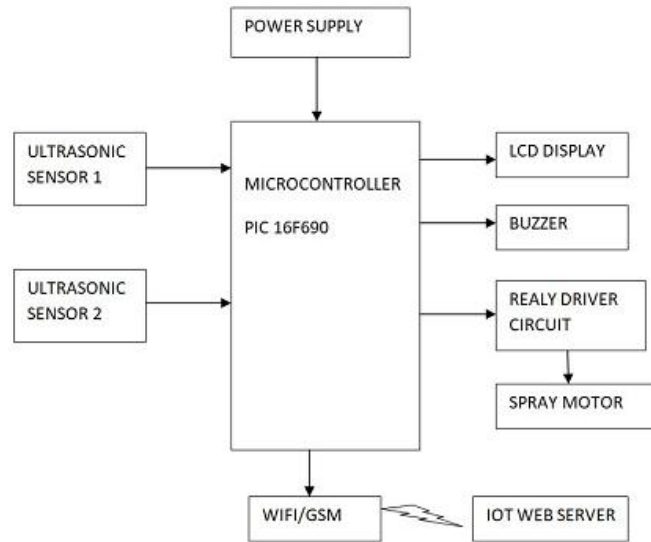 POWER SUPPLY
ULTRASONIC
SENSOR 1
MICROCONTROLLER
PIC 16F690
LCD DISPLAY
BUZZER
ULTRASONIC
SENSOR 2
REALY DRIVER
CIRCUIT
SPRAY MOTOR
WIFI/GSM
IOT WEB SERVER